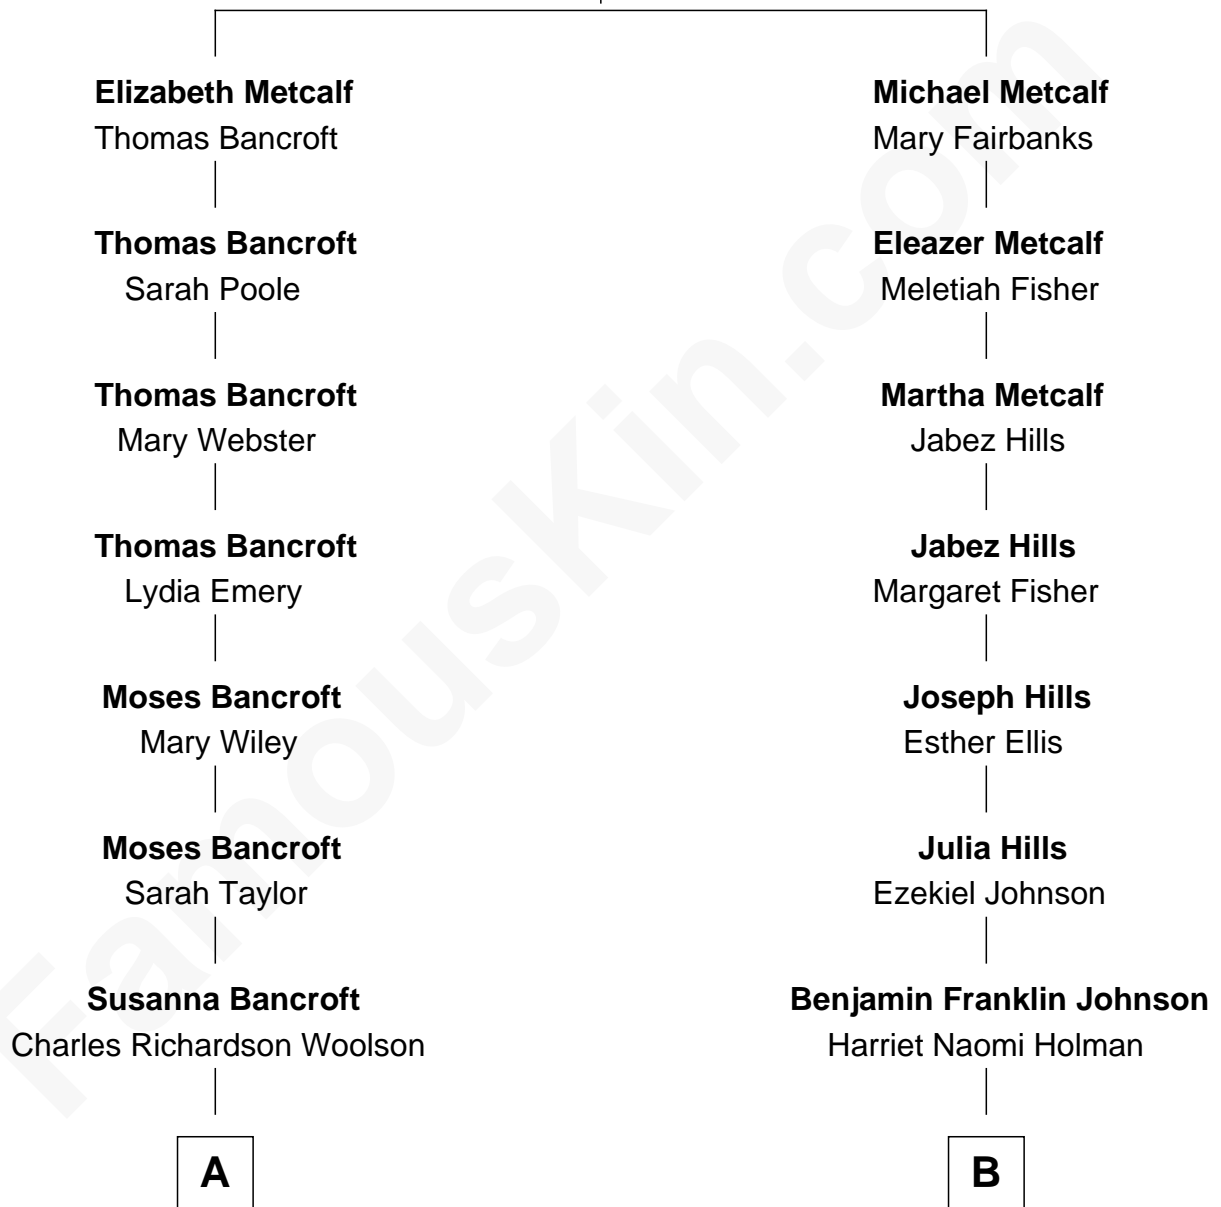 Elizabeth Metcalf
Thomas Bancroft
Thomas Bancroft
Sarah Poole
Thomas Bancroft
Mary Webster
Thomas Bancroft
Lydia Emery
Moses Bancroft
Mary Wiley
Moses Bancroft
Sarah Taylor
Susanna Bancroft
Charles Richardson Woolson
A
Michael Metcalf
Mary Fairbanks
Eleazer Metcalf
Meletiah Fisher
Martha Metcalf
Jabez Hills
Jabez Hills
Margaret Fisher
Joseph Hills
Esther Ellis
Julia Hills
Ezekiel Johnson
Benjamin Franklin Johnson
Harriet Naomi Holman
B
FamousKin.com